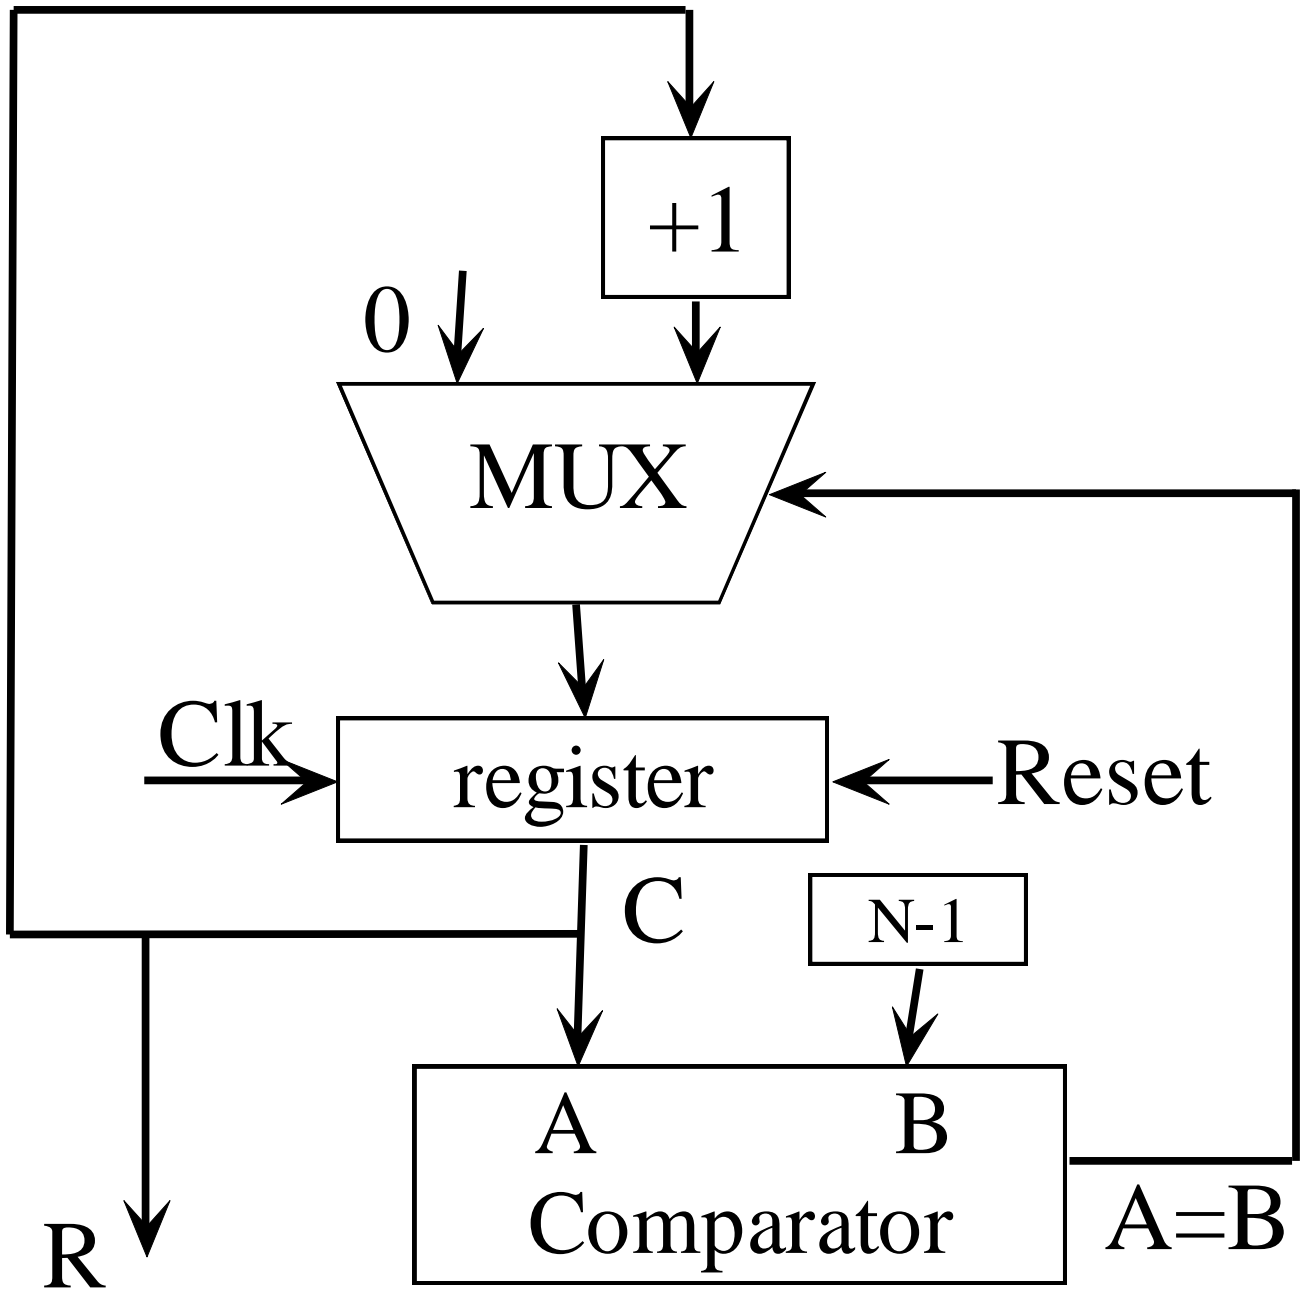 +1
0
MUX
Clk
register
Reset
C
N-1
A B
Comparator
A=B
R